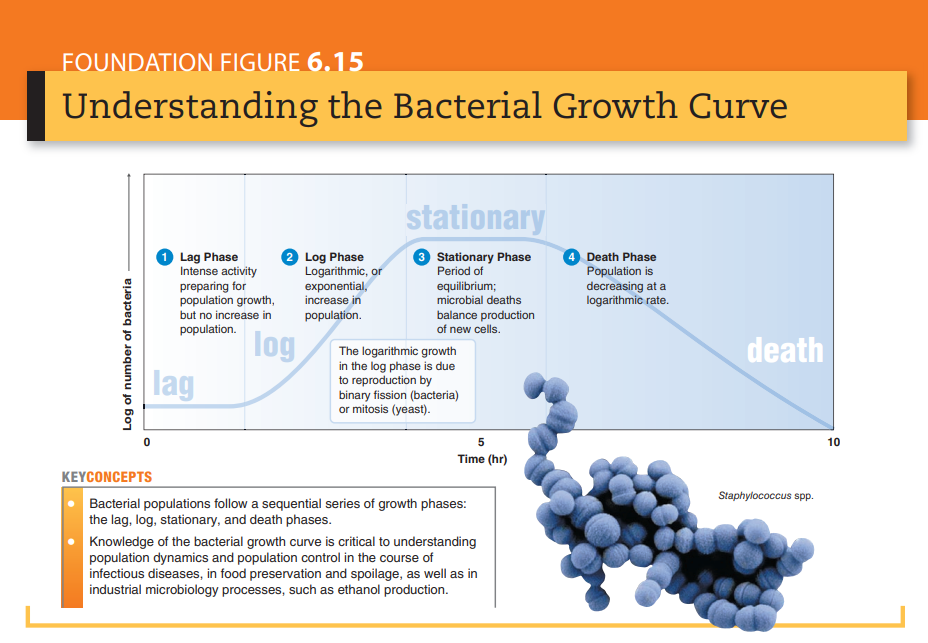 FOUNDATION FIGURE 6.15
Understanding the Bacterial Growth Curve
Log of number of bacteria
stationary
1 Lag Phase
Intense activity
preparing for
population growth,
but no increase in
population.
2 Log Phase
Logarithmic, or
exponential,
increase in
population.
3 Stationary Phase
Period of
equilibrium;
microbial deaths
balance production
of new cells.
4 Death Phase
Population is
decreasing at a
logarithmic rate.
lag
log
The logarithmic growth
in the log phase is due
to reproduction by
binary fission (bacteria)
or mitosis (yeast).
death
0 5 10
Time (hr)
KEYCONCEPTS
Bacterial populations follow a sequential series of growth phases:
the lag, log, stationary, and death phases.
Knowledge of the bacterial growth curve is critical to understanding
population dynamics and population control in the course of
infectious diseases, in food preservation and spoilage, as well as in
industrial microbiology processes, such as ethanol production.
Staphylococcus spp.